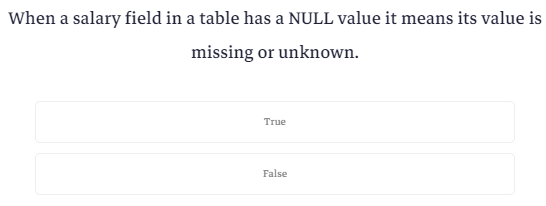 When a salary field in a table has a NULL value it means its value is
missing or unknown.
True
False